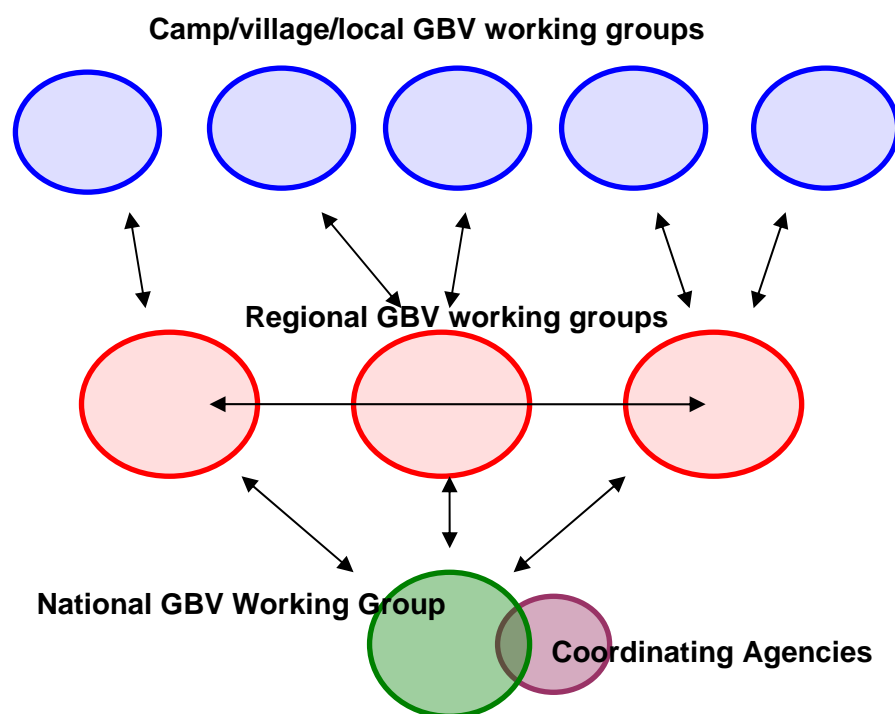 Camp/village/local GBV working groups
Regional GBV working groups
National GBV Working Group
Coordinating Agencies